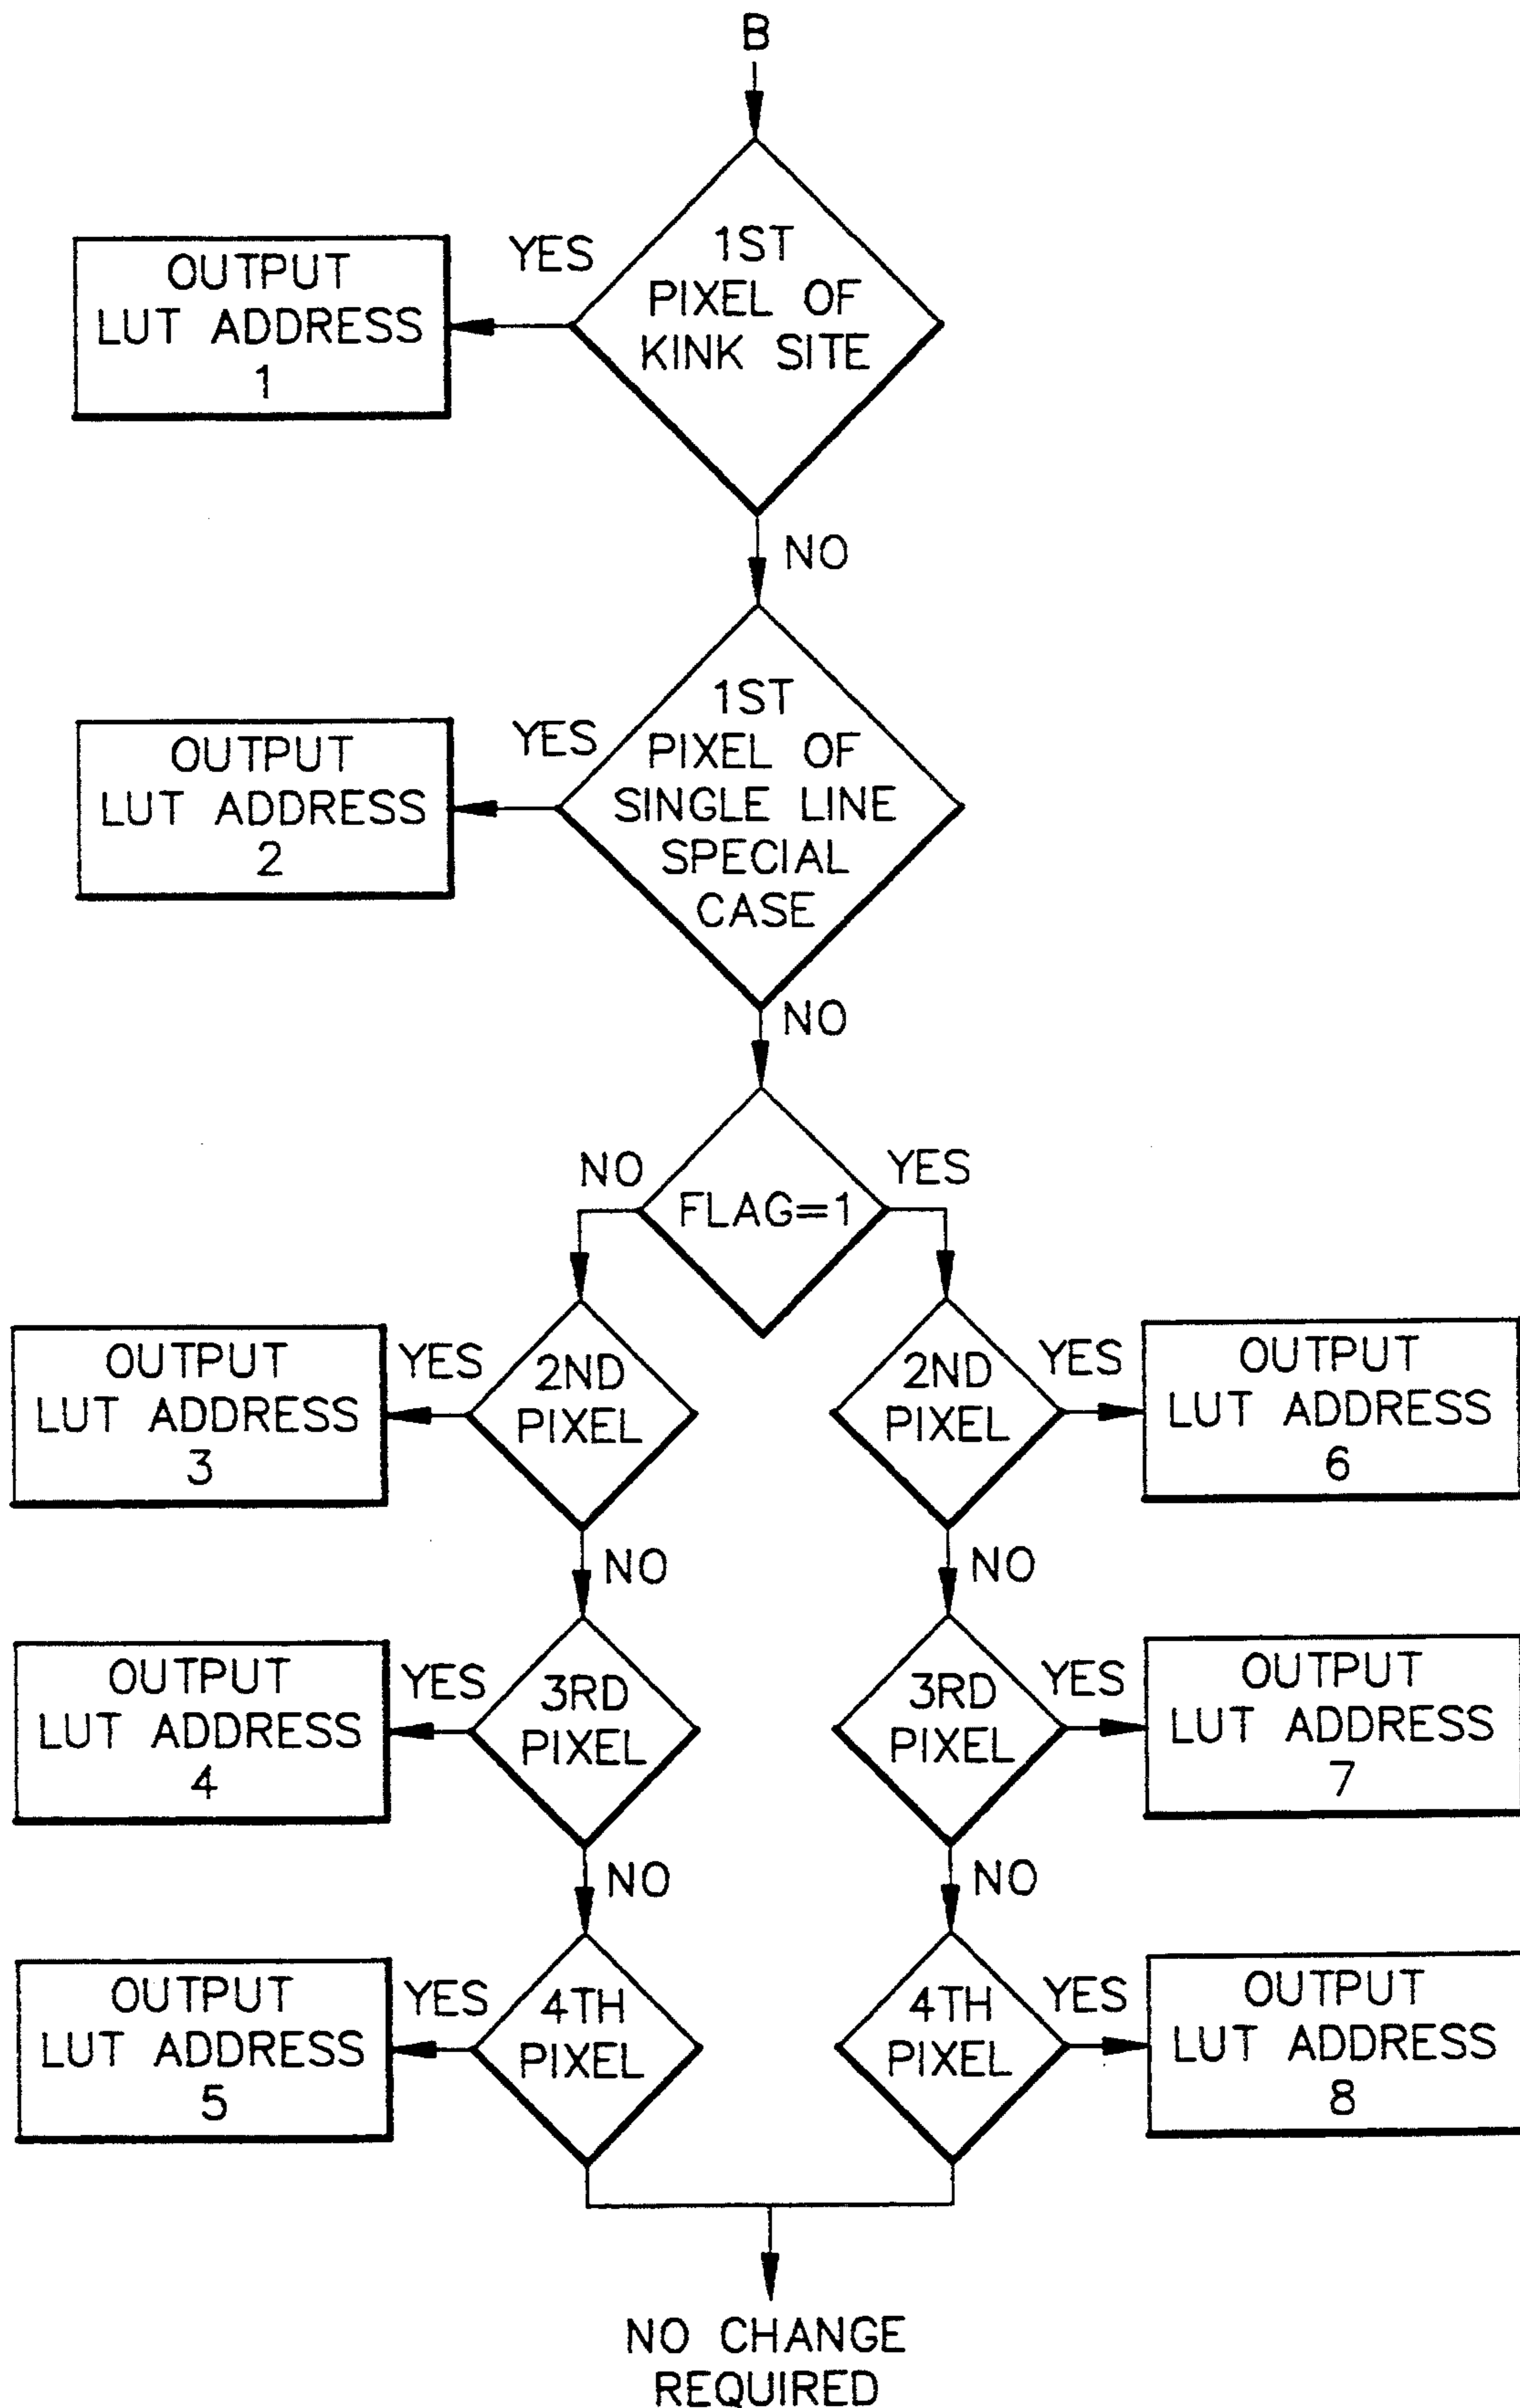 B
1ST
PIXEL OF
KINK SITE
YES
OUTPUT
LUT ADDRESS
1
NO
1ST
PIXEL OF
SINGLE LINE
SPECIAL
CASE
YES
OUTPUT
LUT ADDRESS
2
NO
FLAG=1
NO
YES
2ND
PIXEL
YES
OUTPUT
LUT ADDRESS
3
NO
3RD
PIXEL
YES
OUTPUT
LUT ADDRESS
4
NO
4TH
PIXEL
YES
OUTPUT
LUT ADDRESS
5
2ND
PIXEL
YES
OUTPUT
LUT ADDRESS
6
NO
3RD
PIXEL
YES
OUTPUT
LUT ADDRESS
7
NO
4TH
PIXEL
YES
OUTPUT
LUT ADDRESS
8
NO CHANGE
REQUIRED